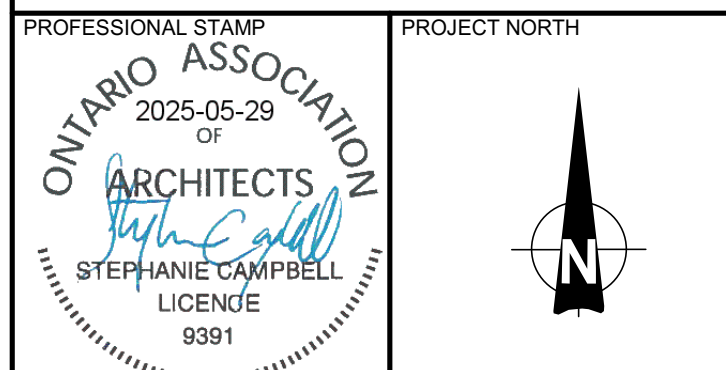 PROFESSIONAL STAMP
ONTARIO ASSOCIATION
2025-05-29
OF
ARCHITECTS
STEPHANIE CAMPBELL
LICENCE
9391
PROJECT NORTH
N